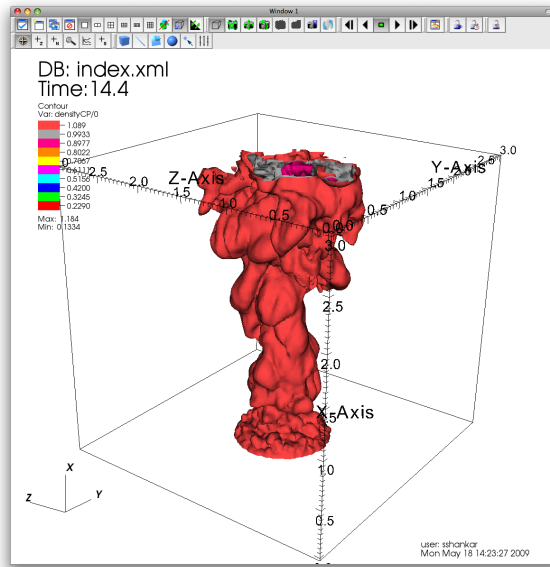 Window 1
DB: index.xml
Time:14.4
Contour
Var: densityCP/0
1.089
0.9933
0.8977
0.8022
0.7067
0.6111
0.5156
0.4200
0.3245
0.2290
Max: 1.184
Min: 0.1334
0
2.5
2.0
Z-Axis
1.5
1.0
0.5
0.0
Y-Axis
0.5
1.0
1.5
2.0
2.5
3.0
3.0
2.5
2.0
X-Axis
1.5
1.0
0.5
X
Z
Y
user: sshankar
Mon May 18 14:23:27 2009